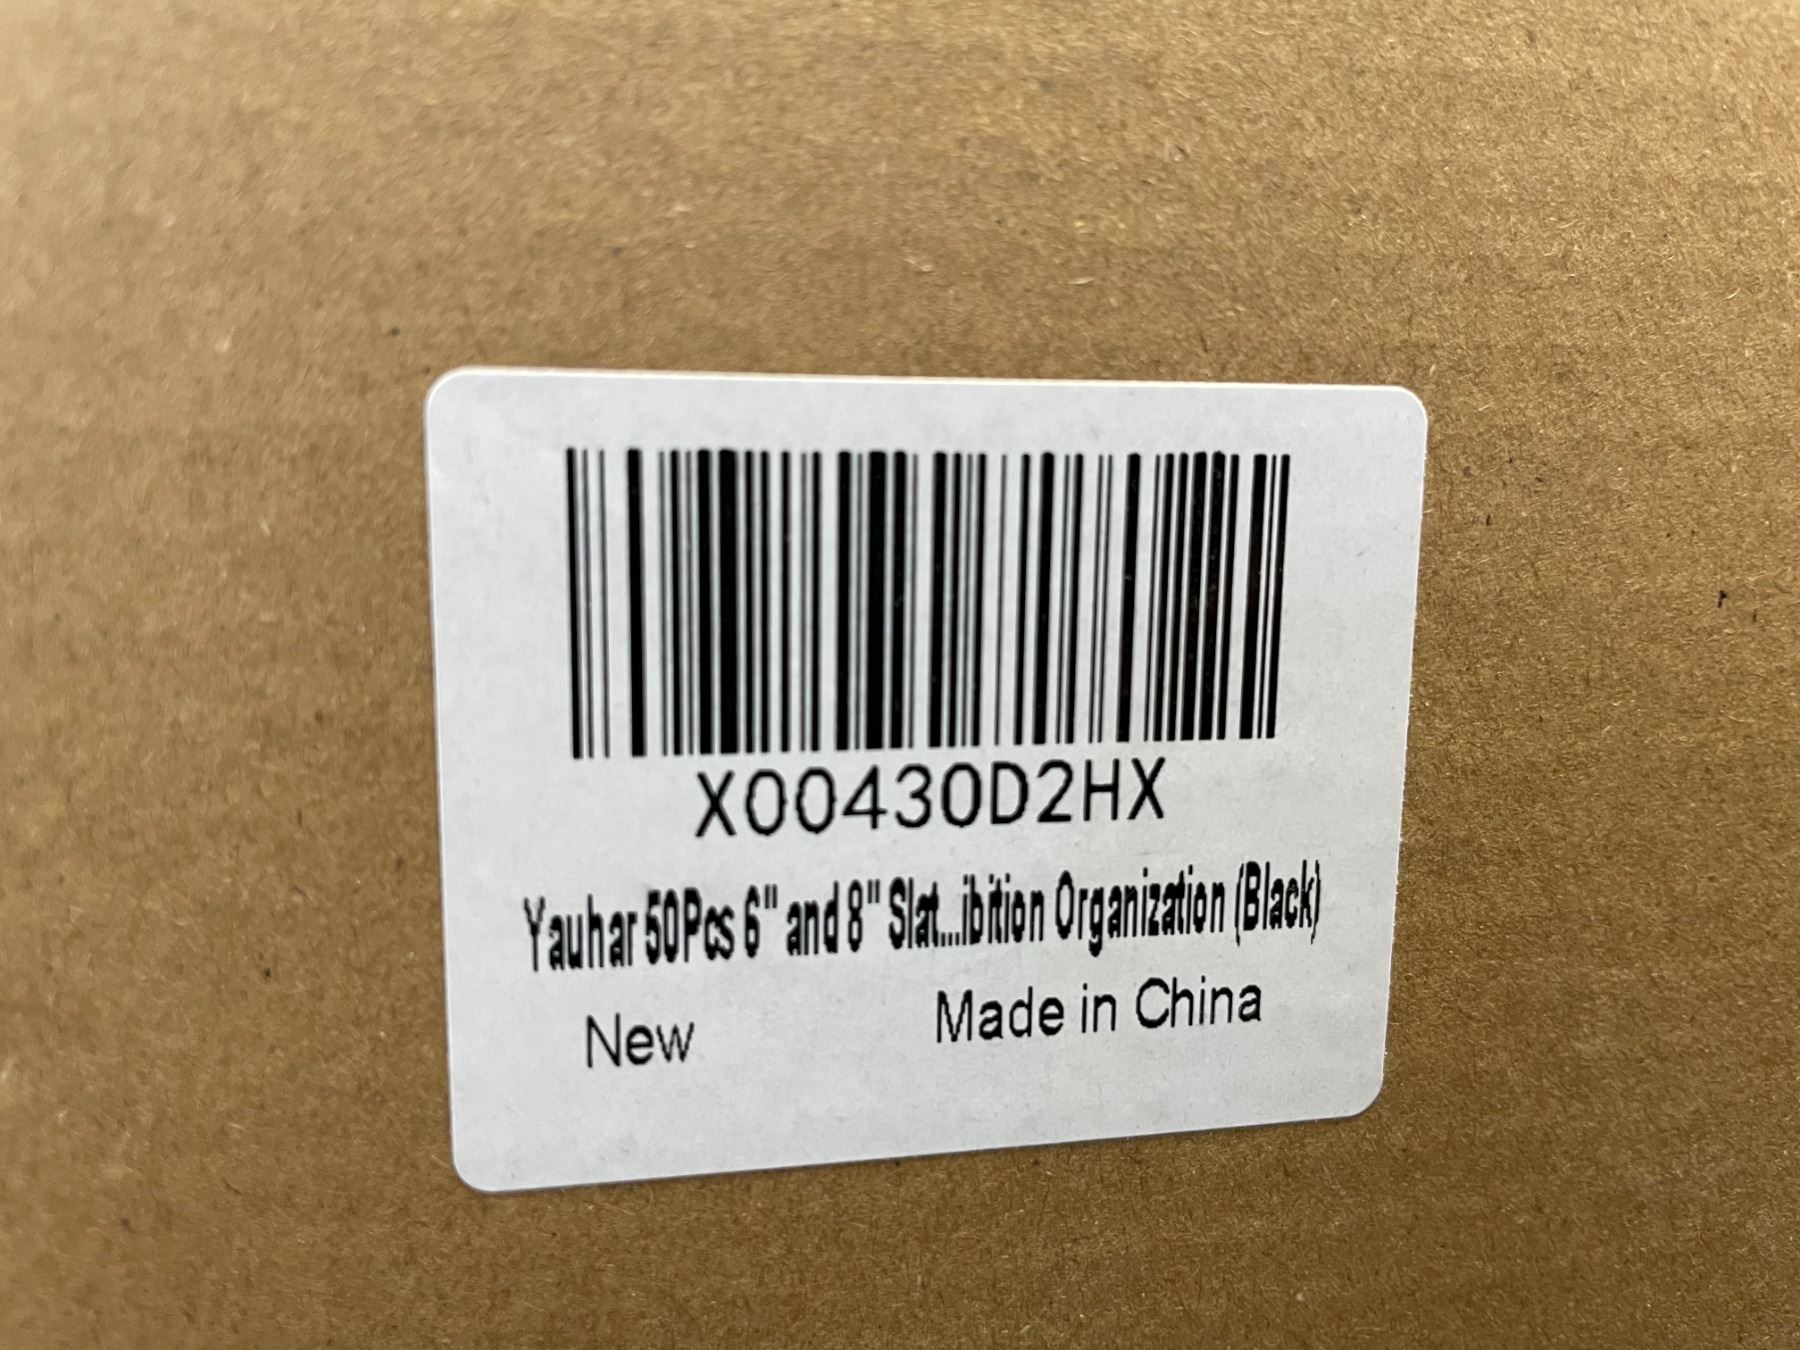 X00430D2HX
Yauhar 50Pcs 6" and 8" Slat...ibition Organization (Black)
New Made in China